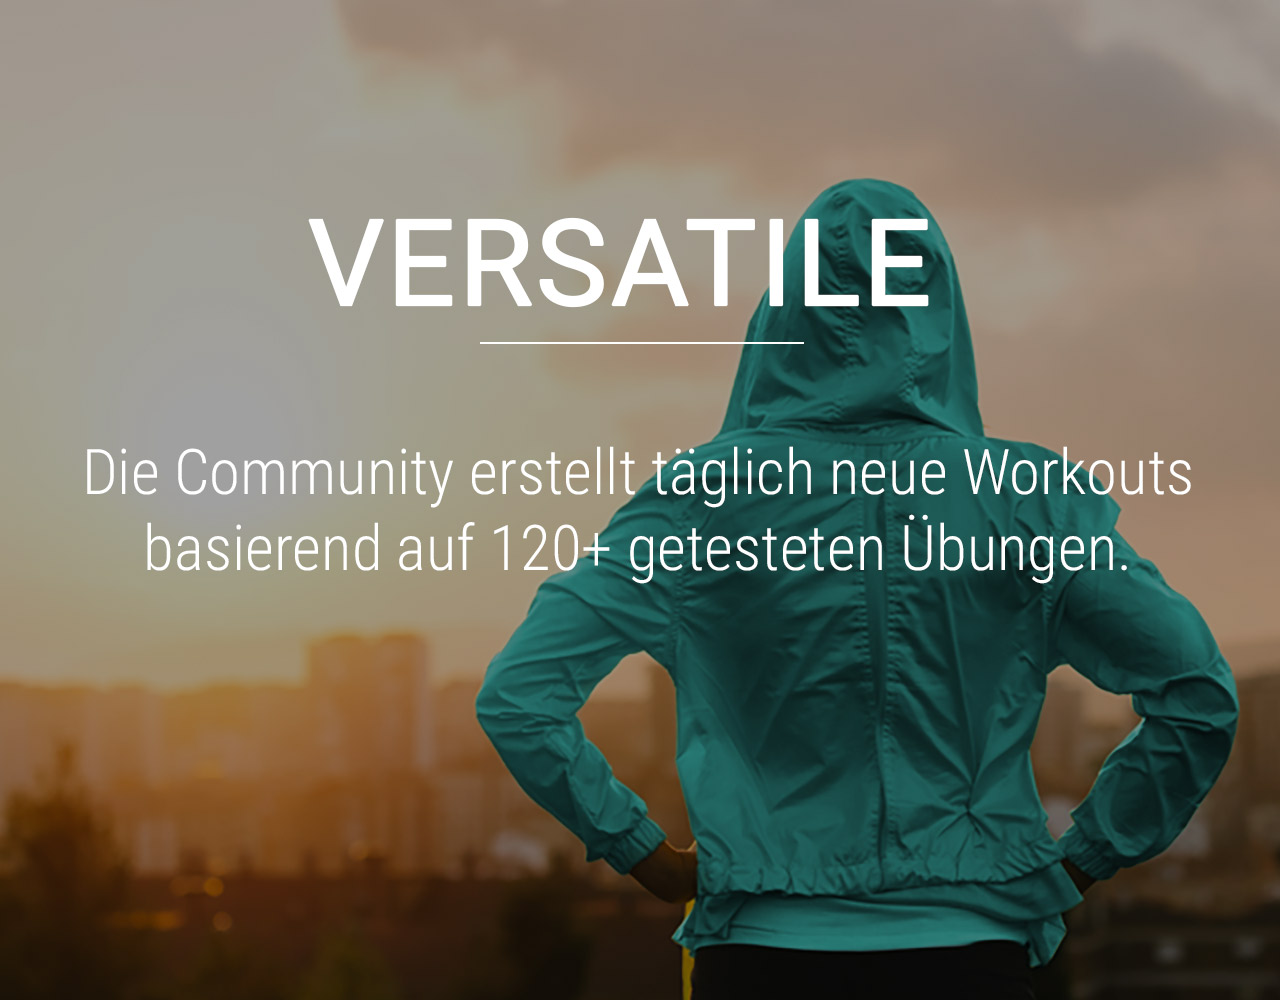 VERSATILE
Die Community erstellt täglich neue Workouts
basierend auf 120+ getesteten Übungen.